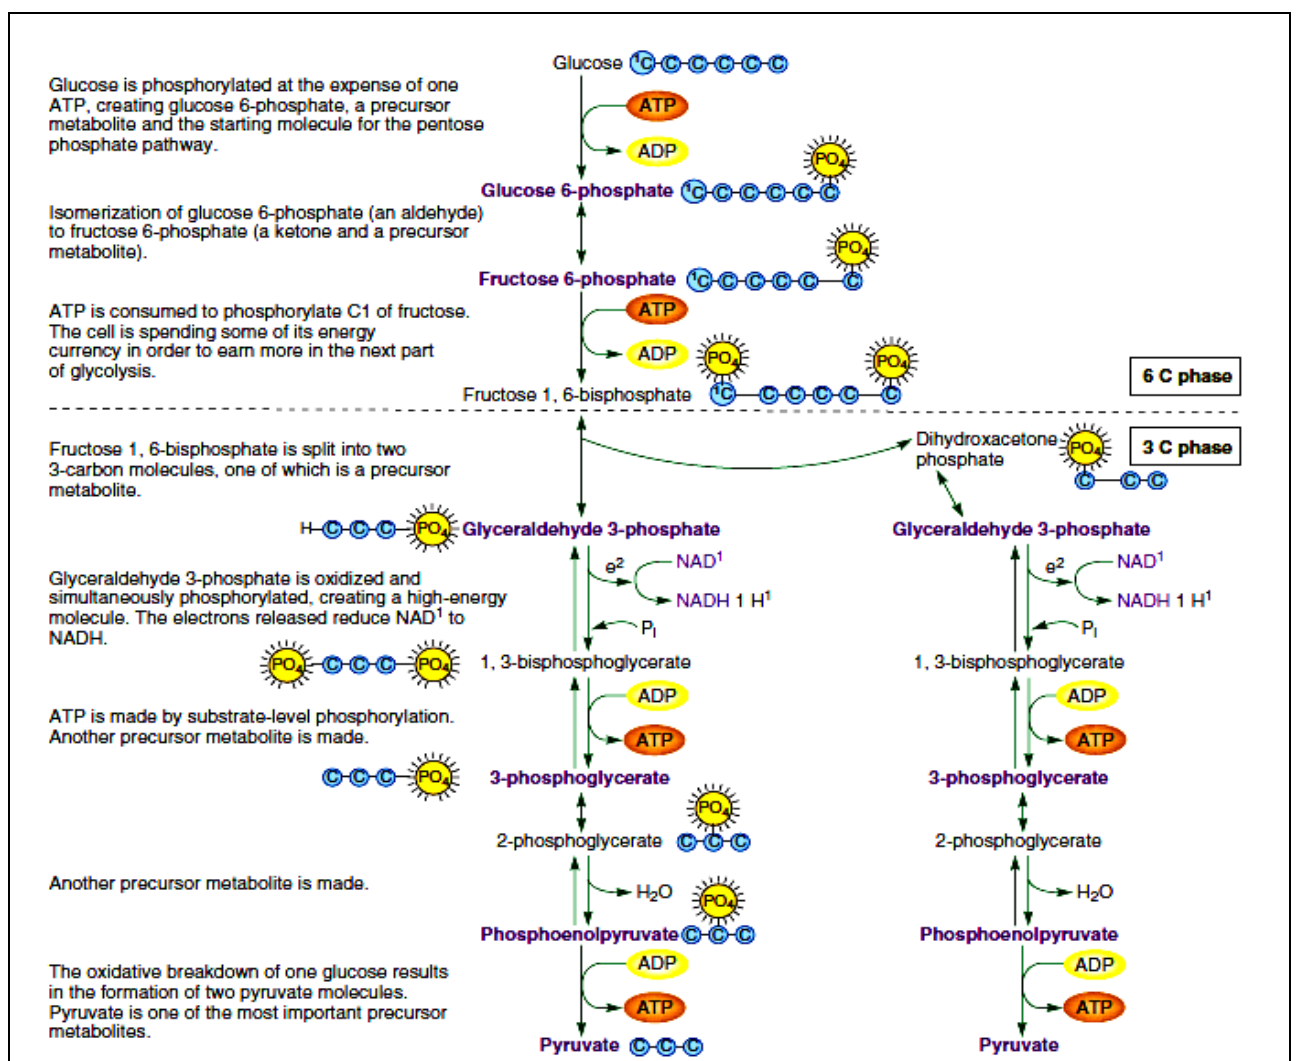 Glucose ¹C-C-C-C-C-C
Glucose is phosphorylated at the expense of one
ATP, creating glucose 6-phosphate, a precursor
metabolite and the starting molecule for the pentose
phosphate pathway.
ATP
ADP
PO₄
Glucose 6-phosphate ¹C-C-C-C-C-C
Isomerization of glucose 6-phosphate (an aldehyde)
to fructose 6-phosphate (a ketone and a precursor
metabolite).
PO₄
Fructose 6-phosphate ¹C-C-C-C-C-C
ATP is consumed to phosphorylate C1 of fructose.
The cell is spending some of its energy
currency in order to earn more in the next part
of glycolysis.
ATP
ADP
PO₄ PO₄
Fructose 1, 6-bisphosphate ¹C-C-C-C-C-C
6 C phase
3 C phase
Fructose 1, 6-bisphosphate is split into two
3-carbon molecules, one of which is a precursor
metabolite.
Dihydroxacetone
phosphate
PO₄
C-C-C
H-C-C-C-PO₄ Glyceraldehyde 3-phosphate
Glyceraldehyde 3-phosphate
Glyceraldehyde 3-phosphate is oxidized and
simultaneously phosphorylated, creating a high-energy
molecule. The electrons released reduce NAD¹ to
NADH.
e² NAD¹
NADH 1 H¹
Pᵢ
e² NAD¹
NADH 1 H¹
Pᵢ
PO₄-C-C-C-PO₄ 1, 3-bisphosphoglycerate
1, 3-bisphosphoglycerate
ATP is made by substrate-level phosphorylation.
Another precursor metabolite is made.
ADP
ATP
ADP
ATP
C-C-C-PO₄ 3-phosphoglycerate
3-phosphoglycerate
PO₄
2-phosphoglycerate C-C-C
2-phosphoglycerate
Another precursor metabolite is made.
H₂O
PO₄
H₂O
Phosphoenolpyruvate C-C-C
Phosphoenolpyruvate
The oxidative breakdown of one glucose results
in the formation of two pyruvate molecules.
Pyruvate is one of the most important precursor
metabolites.
ADP
ATP
ADP
ATP
Pyruvate C-C-C
Pyruvate